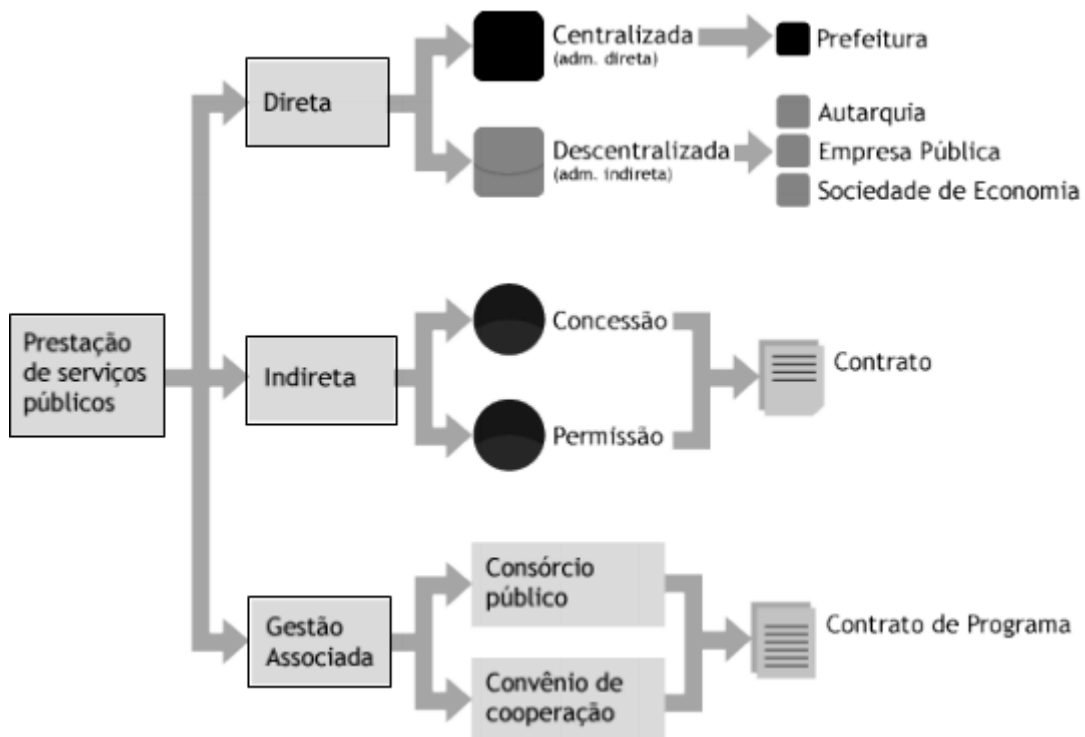 Prestação
de serviços
públicos
Direta
Centralizada
(adm. direta)
Prefeitura
Descentralizada
(adm. indireta)
Autarquia
Empresa Pública
Sociedade de Economia
Indireta
Concessão
Permissão
Contrato
Gestão
Associada
Consórcio
público
Convênio de
cooperação
Contrato de Programa